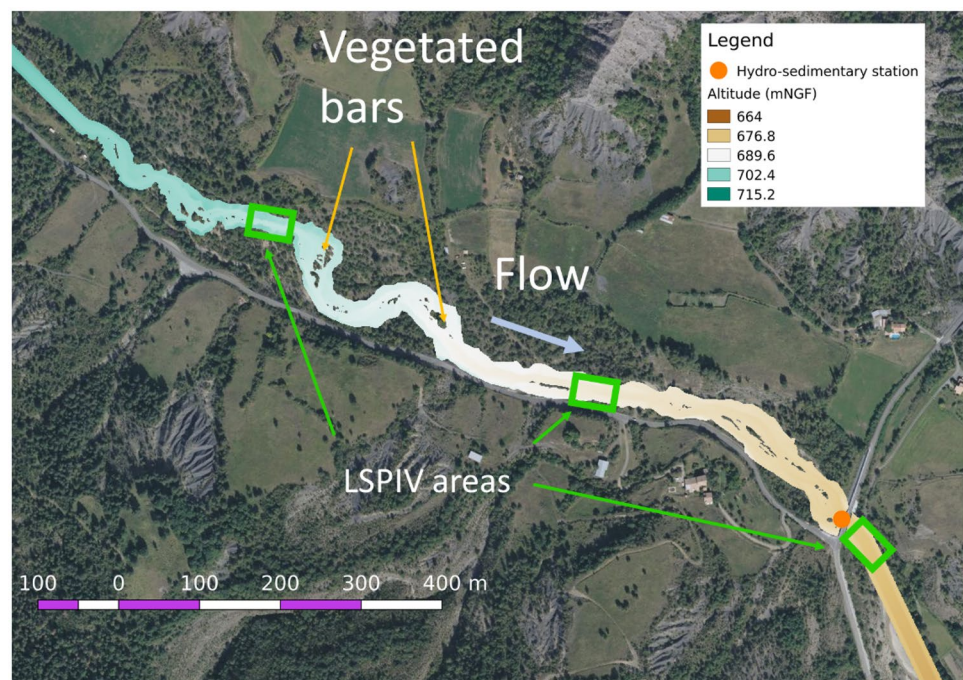 Vegetated
bars
Legend
Hydro-sedimentary station
Altitude (mNGF)
664
676.8
689.6
702.4
715.2
Flow
LSPIV areas
100 0 100 200 300 400 m